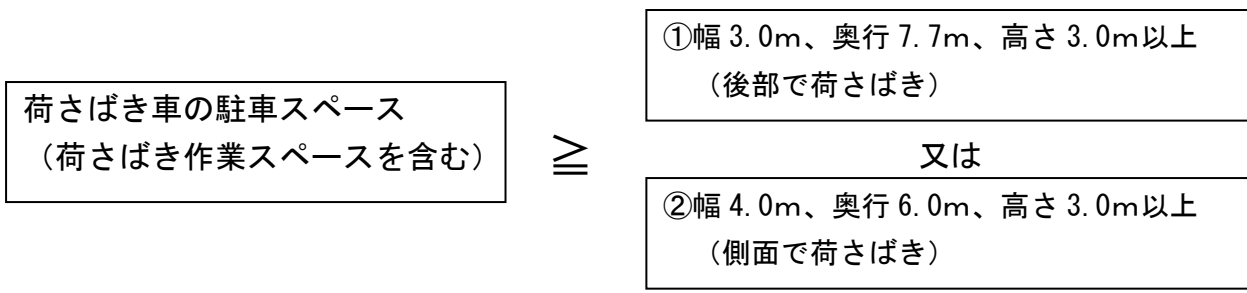 荷さばき車の駐車スペース
（荷さばき作業スペースを含む）
≧
①幅 3.0ｍ、奥行 7.7ｍ、高さ 3.0ｍ以上
（後部で荷さばき）
又は
②幅 4.0ｍ、奥行 6.0ｍ、高さ 3.0ｍ以上
（側面で荷さばき）